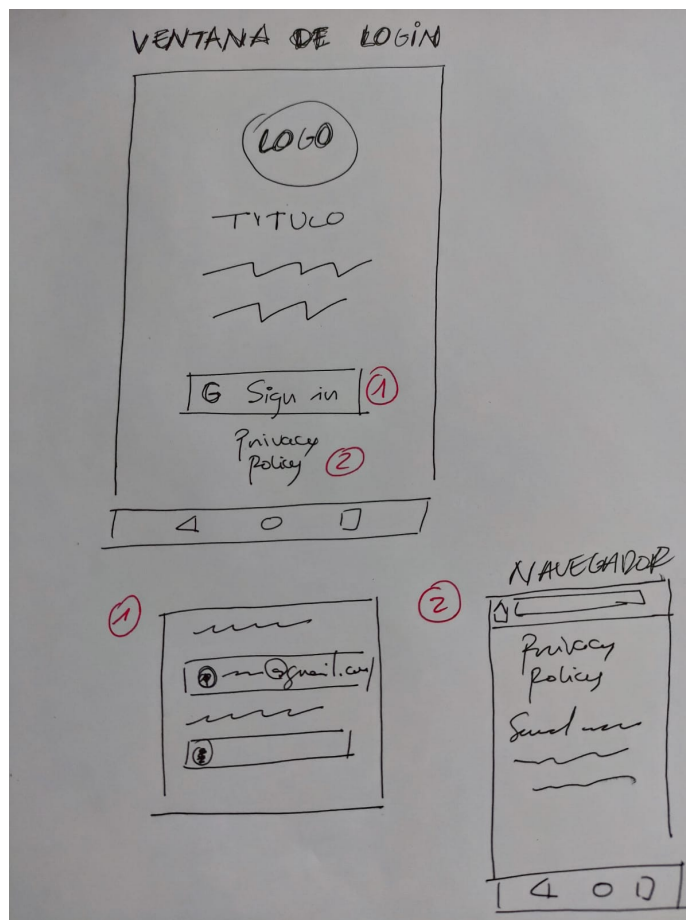 VENTANA DE LOGIN
LOGO
TITULO
G Sign in
1
Privacy
Policy
2
1
@gmail.com
2
NAVEGADOR
Privacy
Policy